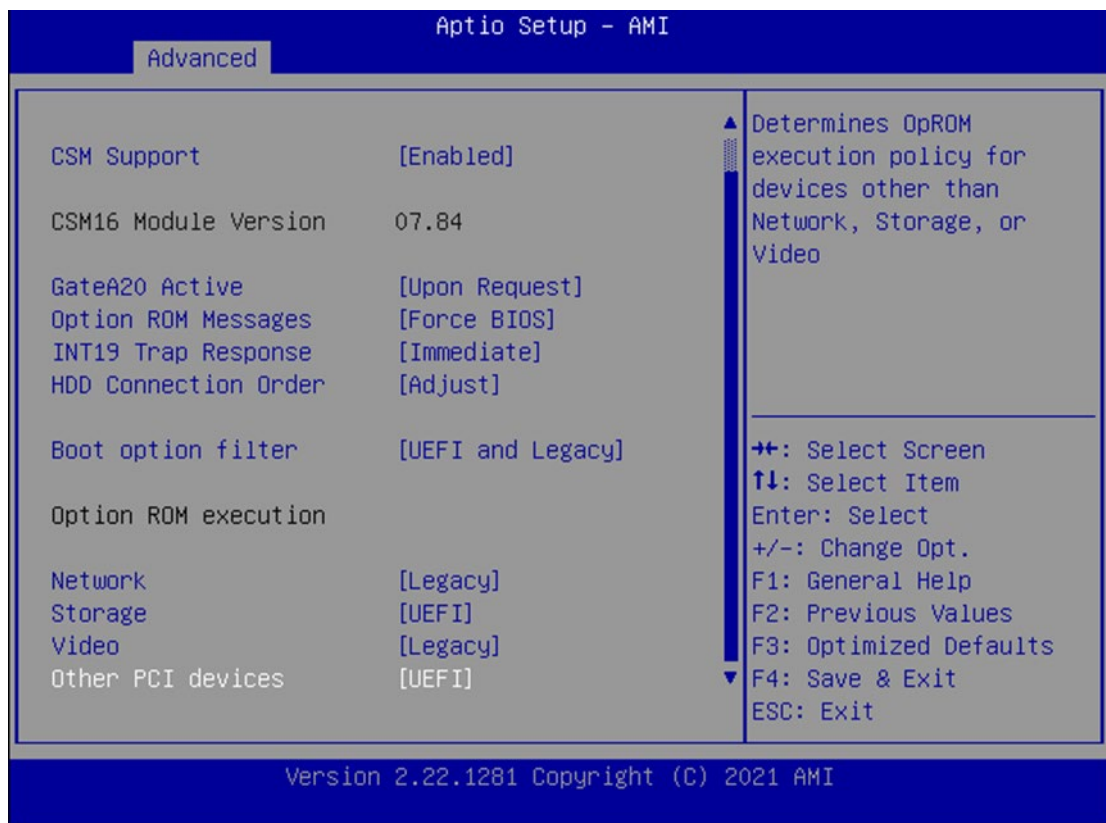 Aptio Setup – AMI
Advanced
CSM Support [Enabled]
CSM16 Module Version 07.84
GateA20 Active [Upon Request]
Option ROM Messages [Force BIOS]
INT19 Trap Response [Immediate]
HDD Connection Order [Adjust]
Boot option filter [UEFI and Legacy]
Option ROM execution
Network [Legacy]
Storage [UEFI]
Video [Legacy]
Other PCI devices [UEFI]
Determines OpROM
execution policy for
devices other than
Network, Storage, or
Video
→←: Select Screen
↑↓: Select Item
Enter: Select
+/-: Change Opt.
F1: General Help
F2: Previous Values
F3: Optimized Defaults
F4: Save & Exit
ESC: Exit
Version 2.22.1281 Copyright (C) 2021 AMI